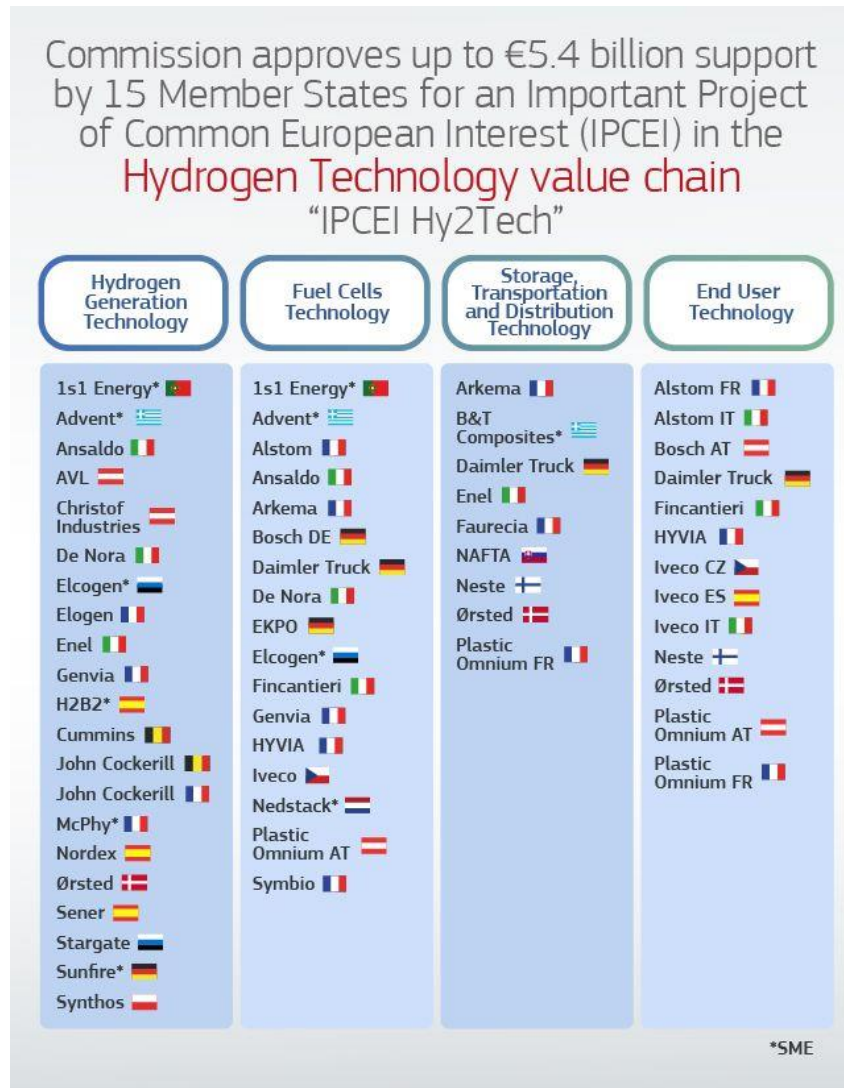 Commission approves up to €5.4 billion support
by 15 Member States for an Important Project
of Common European Interest (IPCEI) in the
Hydrogen Technology value chain
“IPCEI Hy2Tech”
Hydrogen
Generation
Technology
1s1 Energy*
Advent*
Ansaldo
AVL
Christof
Industries
De Nora
Elcogen*
Elogen
Enel
Genvia
H2B2*
Cummins
John Cockerill
John Cockerill
McPhy*
Nordex
Ørsted
Sener
Stargate
Sunfire*
Synthos
Fuel Cells
Technology
1s1 Energy*
Advent*
Alstom
Ansaldo
Arkema
Bosch DE
Daimler Truck
De Nora
EKPO
Elcogen*
Fincantieri
Genvia
HYVIA
Iveco
Nedstack*
Plastic
Omnium AT
Symbio
Storage,
Transportation
and Distribution
Technology
Arkema
B&T
Composites*
Daimler Truck
Enel
Faurecia
NAFTA
Neste
Ørsted
Plastic
Omnium FR
End User
Technology
Alstom FR
Alstom IT
Bosch AT
Daimler Truck
Fincantieri
HYVIA
Iveco CZ
Iveco ES
Iveco IT
Neste
Ørsted
Plastic
Omnium AT
Plastic
Omnium FR
*SME